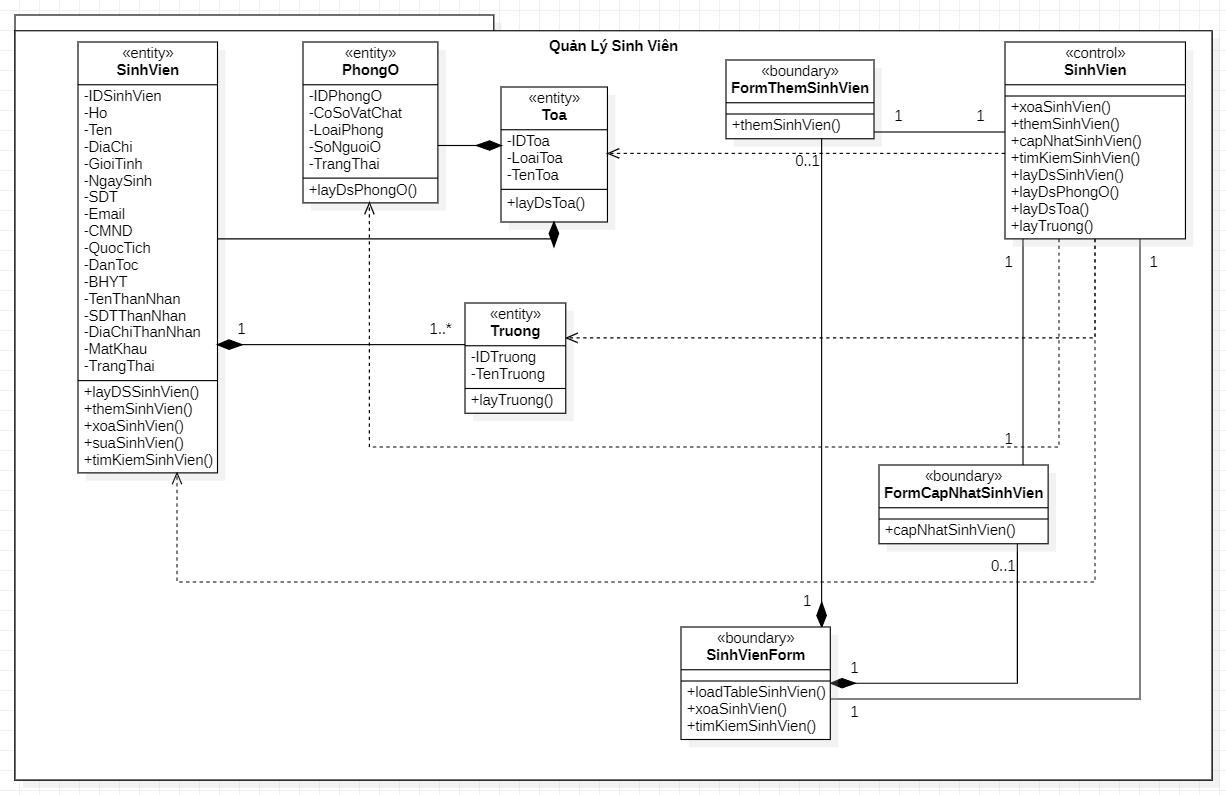 Quản Lý Sinh Viên
«entity»
SinhVien
-IDSinhVien
-Ho
-Ten
-DiaChi
-GioiTinh
-NgaySinh
-SDT
-Email
-CMND
-QuocTich
-DanToc
-BHYT
-TenThanNhan
-SDTThanNhan
-DiaChiThanNhan
-MatKhau
-TrangThai
+layDSSinhVien()
+themSinhVien()
+xoaSinhVien()
+suaSinhVien()
+timKiemSinhVien()
«entity»
PhongO
-IDPhongO
-CoSoVatChat
-LoaiPhong
-SoNguoiO
-TrangThai
+layDsPhongO()
«entity»
Toa
-IDToa
-LoaiToa
-TenToa
+layDsToa()
1
1..*
«entity»
Truong
-IDTruong
-TenTruong
+layTruong()
«boundary»
FormThemSinhVien
+themSinhVien()
1
1
0..1
«control»
SinhVien
+xoaSinhVien()
+themSinhVien()
+capNhatSinhVien()
+timKiemSinhVien()
+layDsSinhVien()
+layDsPhongO()
+layDsToa()
+layTruong()
1
1
1
«boundary»
FormCapNhatSinhVien
+capNhatSinhVien()
0..1
1
«boundary»
SinhVienForm
+loadTableSinhVien()
+xoaSinhVien()
+timKiemSinhVien()
1
1